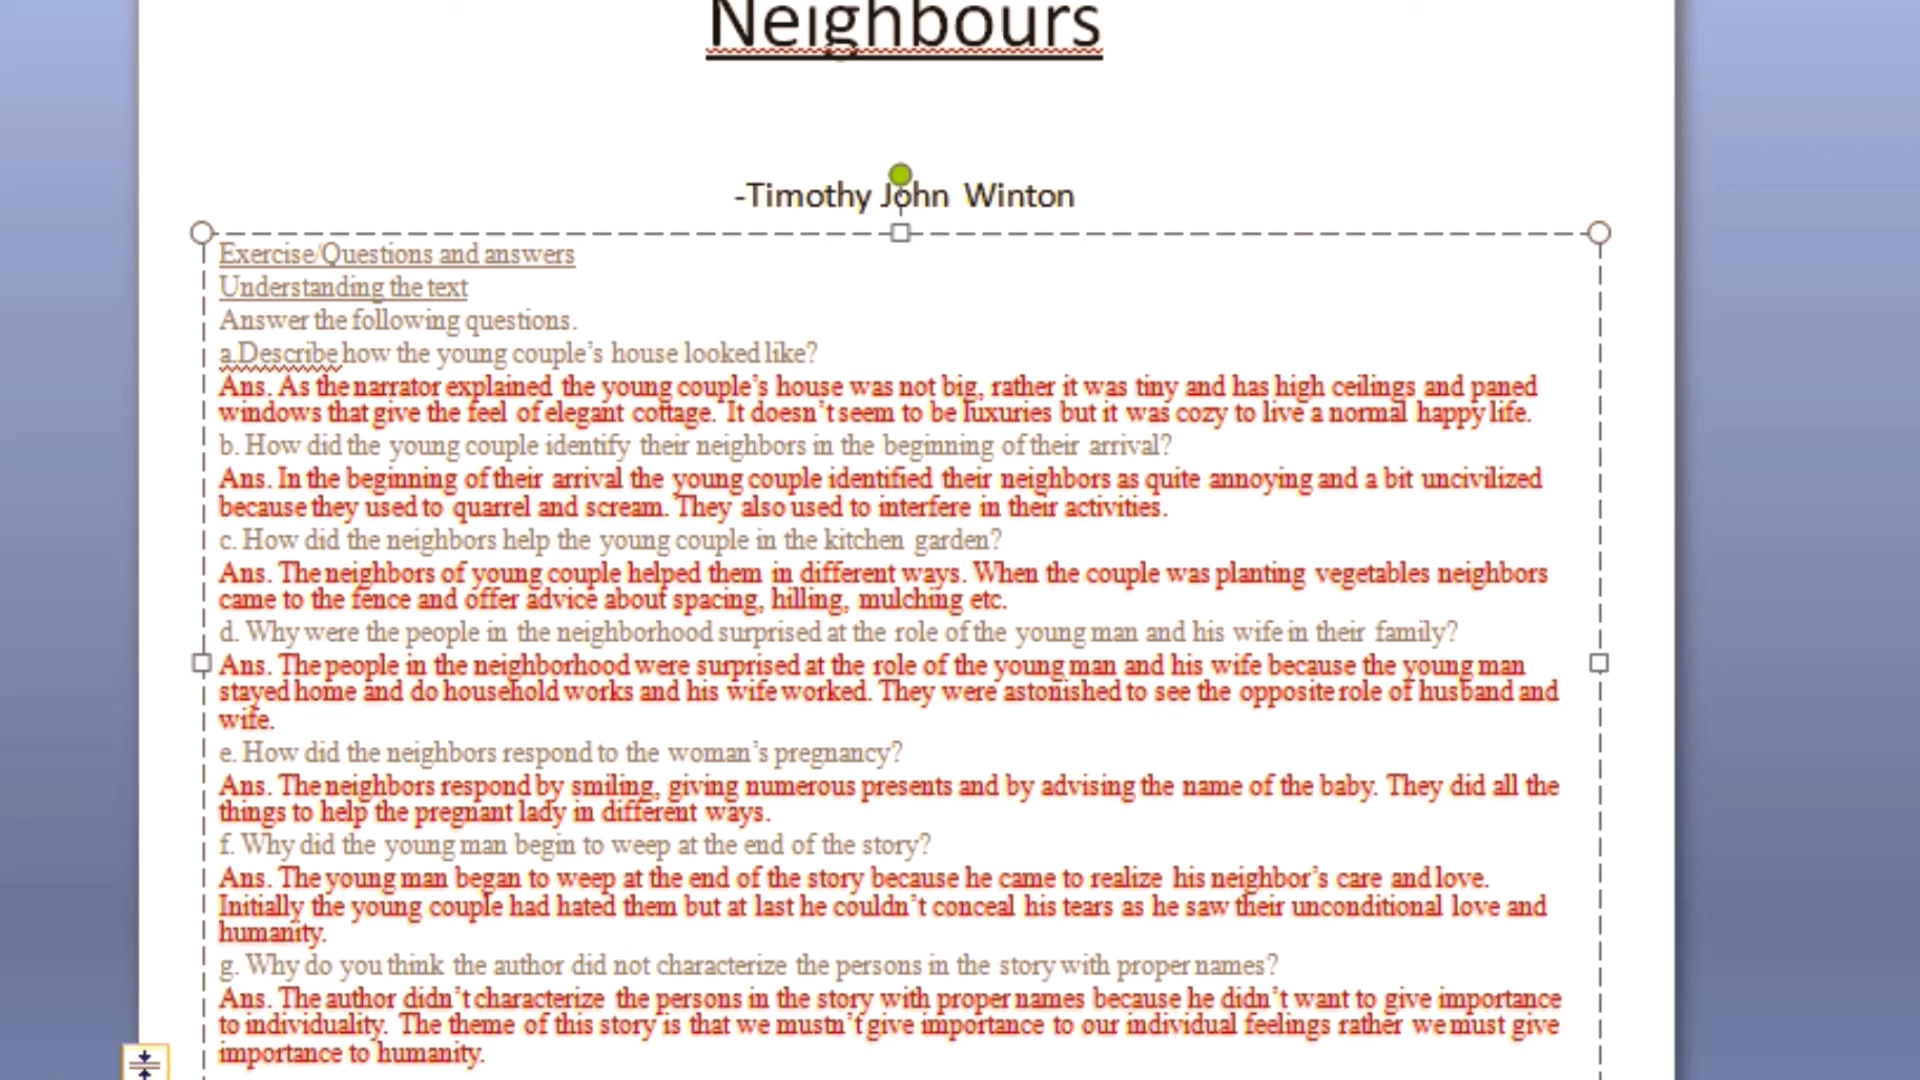 Neighbours
-Timothy John Winton
Exercise/Questions and answers
Understanding the text
Answer the following questions.
a.Describe how the young couple’s house looked like?
Ans. As the narrator explained the young couple’s house was not big, rather it was tiny and has high ceilings and paned
windows that give the feel of elegant cottage. It doesn’t seem to be luxuries but it was cozy to live a normal happy life.
b. How did the young couple identify their neighbors in the beginning of their arrival?
Ans. In the beginning of their arrival the young couple identified their neighbors as quite annoying and a bit uncivilized
because they used to quarrel and scream. They also used to interfere in their activities.
c. How did the neighbors help the young couple in the kitchen garden?
Ans. The neighbors of young couple helped them in different ways. When the couple was planting vegetables neighbors
came to the fence and offer advice about spacing, hilling, mulching etc.
d. Why were the people in the neighborhood surprised at the role of the young man and his wife in their family?
Ans. The people in the neighborhood were surprised at the role of the young man and his wife because the young man
stayed home and do household works and his wife worked. They were astonished to see the opposite role of husband and
wife.
e. How did the neighbors respond to the woman’s pregnancy?
Ans. The neighbors respond by smiling, giving numerous presents and by advising the name of the baby. They did all the
things to help the pregnant lady in different ways.
f. Why did the young man begin to weep at the end of the story?
Ans. The young man began to weep at the end of the story because he came to realize his neighbor’s care and love.
Initially the young couple had hated them but at last he couldn’t conceal his tears as he saw their unconditional love and
humanity.
g. Why do you think the author did not characterize the persons in the story with proper names?
Ans. The author didn’t characterize the persons in the story with proper names because he didn’t want to give importance
to individuality. The theme of this story is that we mustn’t give importance to our individual feelings rather we must give
importance to humanity.